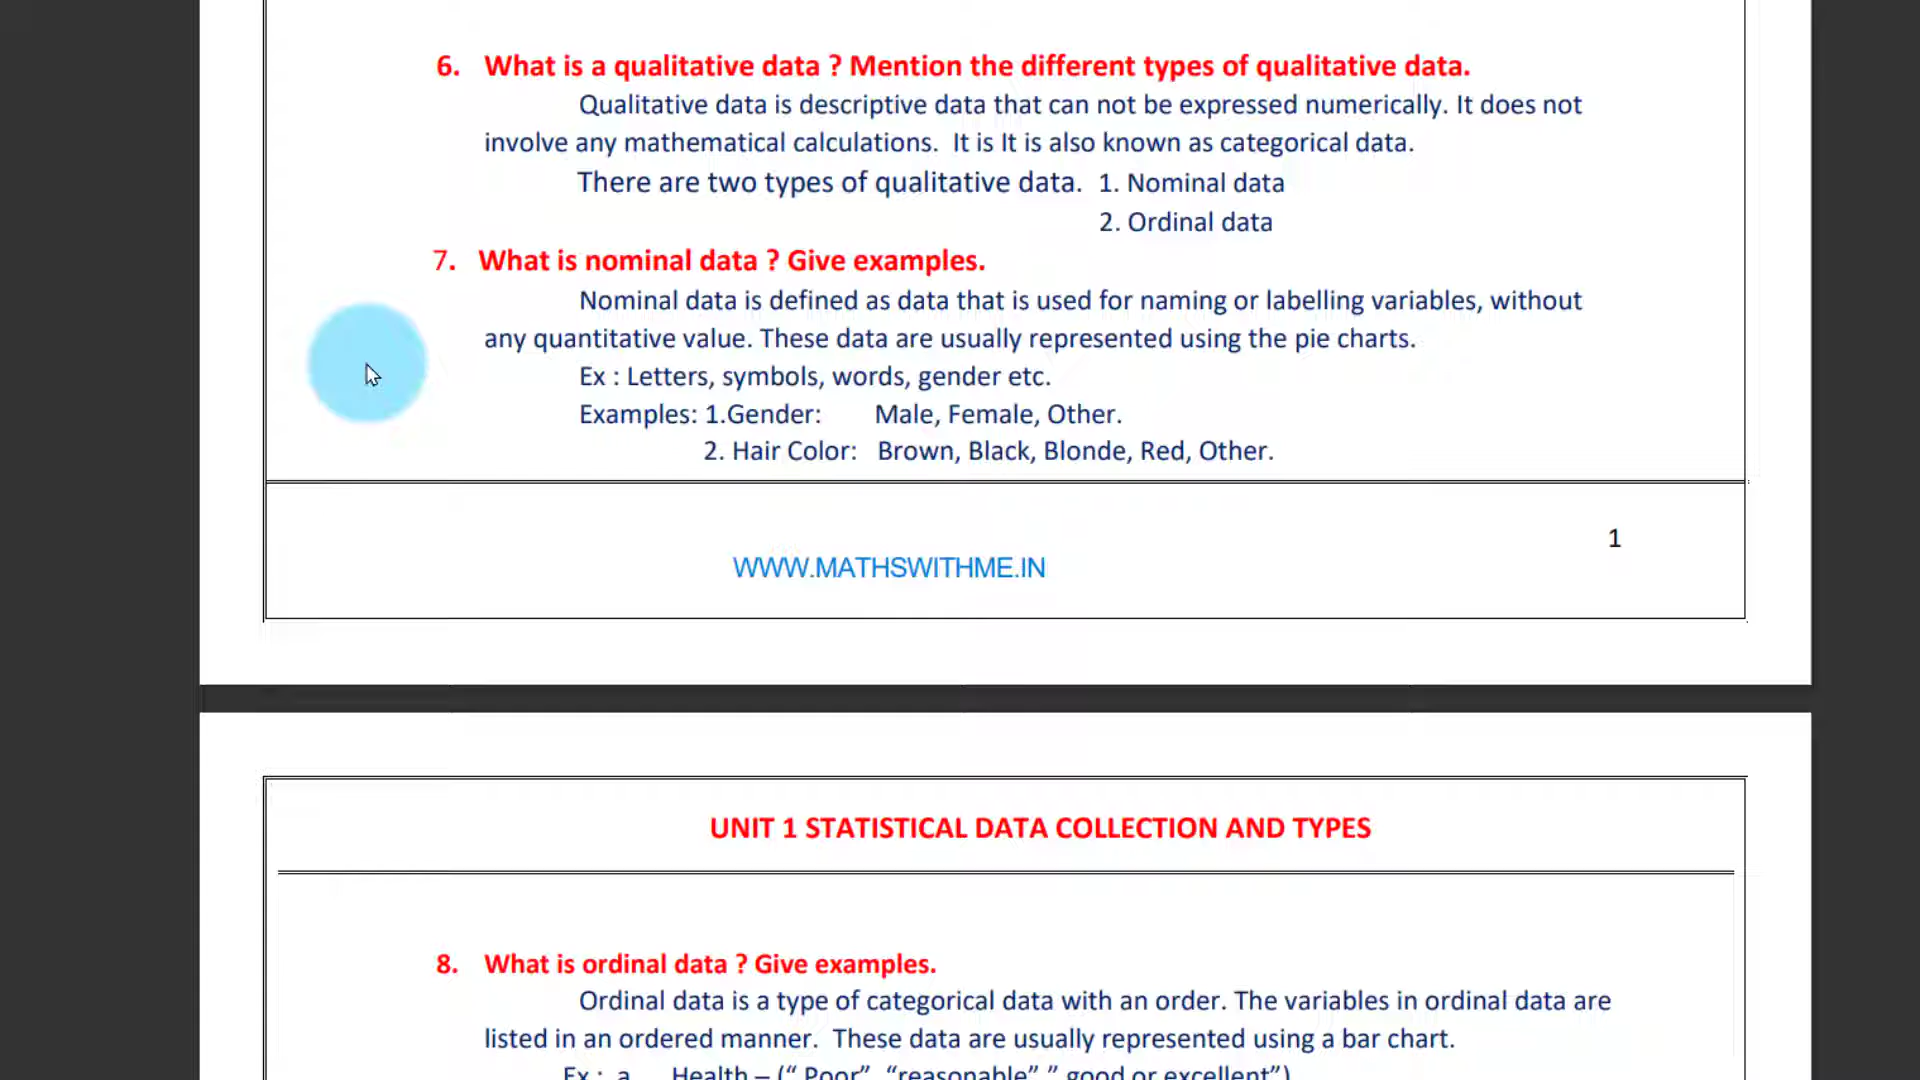 6. What is a qualitative data ? Mention the different types of qualitative data.
Qualitative data is descriptive data that can not be expressed numerically. It does not
involve any mathematical calculations. It is It is also known as categorical data.
There are two types of qualitative data. 1. Nominal data
2. Ordinal data
7. What is nominal data ? Give examples.
Nominal data is defined as data that is used for naming or labelling variables, without
any quantitative value. These data are usually represented using the pie charts.
Ex : Letters, symbols, words, gender etc.
Examples: 1.Gender: Male, Female, Other.
2. Hair Color: Brown, Black, Blonde, Red, Other.
1
WWW.MATHSWITHME.IN
UNIT 1 STATISTICAL DATA COLLECTION AND TYPES
8. What is ordinal data ? Give examples.
Ordinal data is a type of categorical data with an order. The variables in ordinal data are
listed in an ordered manner. These data are usually represented using a bar chart.
Ex : a. Health – (“ Poor”, “reasonable”, ” good or excellent”)